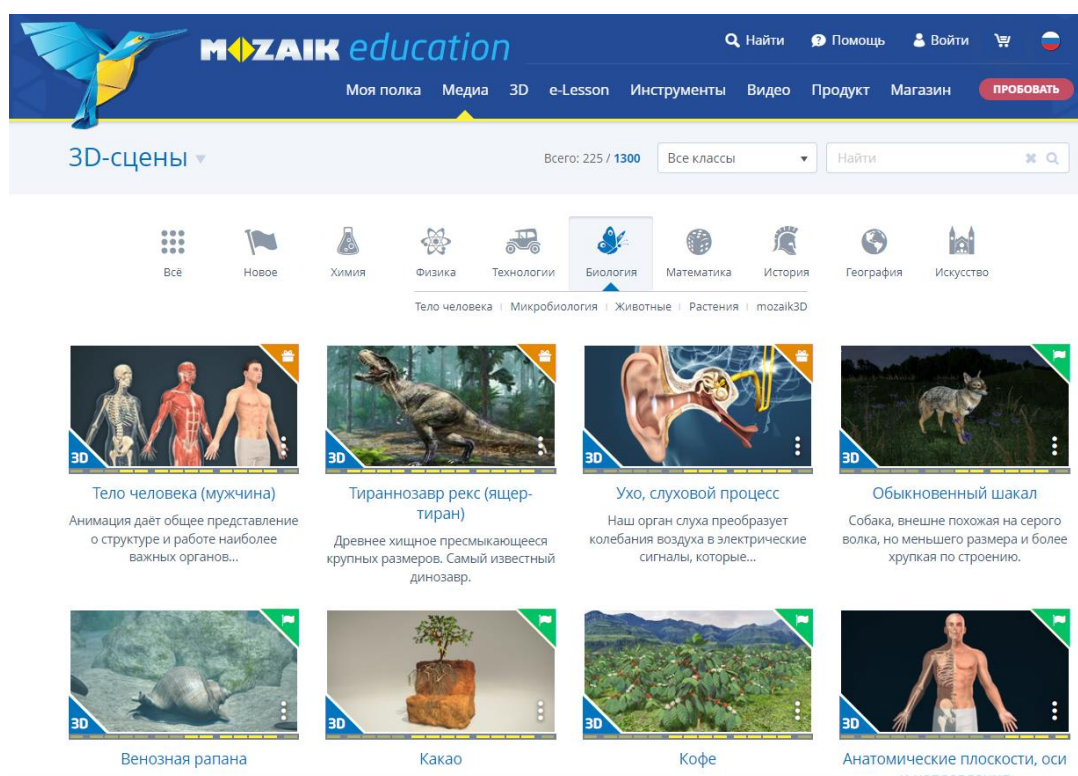 MOZAIK education
Найти Помощь Войти
Моя полка Медиа 3D e-Lesson Инструменты Видео Продукт Магазин ПРОБОВАТЬ
3D-сцены Всего: 225 / 1300 Все классы Найти
Всё Новое Химия Физика Технологии Биология Математика История География Искусство
Тело человека Микробиология Животные Растения mozaik3D
3D 3D 3D 3D
Тело человека (мужчина)
Анимация даёт общее представление
о структуре и работе наиболее
важных органов...
Тираннозавр рекс (ящер-
тиран)
Древнее хищное пресмыкающееся
крупных размеров. Самый известный
динозавр.
Ухо, слуховой процесс
Наш орган слуха преобразует
колебания воздуха в электрические
сигналы, которые...
Обыкновенный шакал
Собака, внешне похожая на серого
волка, но меньшего размера и более
хрупкая по строению.
3D 3D 3D 3D
Венозная рапана
Какао
Кофе
Анатомические плоскости, оси